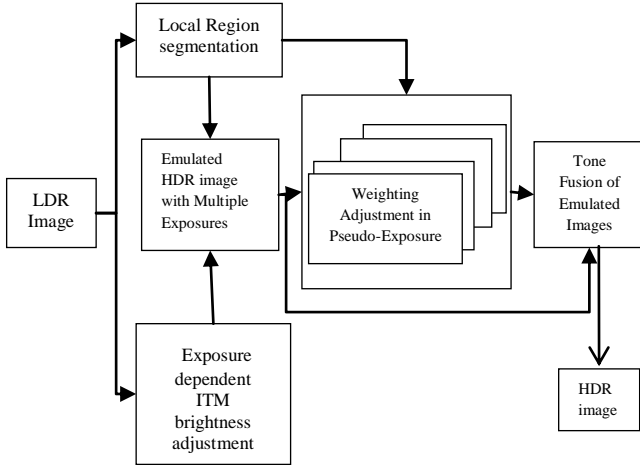 Local Region
segmentation
LDR
Image
Emulated
HDR image
with Multiple
Exposures
Weighting
Adjustment in
Pseudo-Exposure
Tone
Fusion of
Emulated
Images
Exposure
dependent
ITM
brightness
adjustment
HDR
image